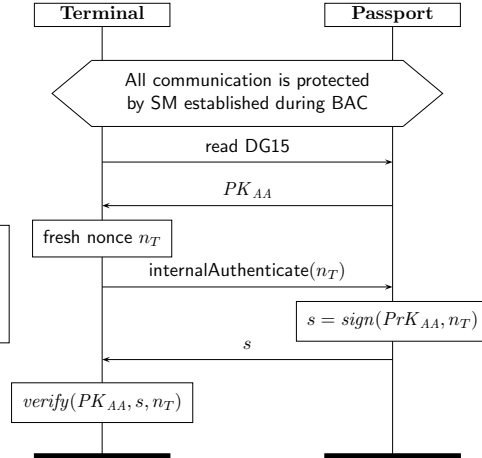 Terminal
Passport
All communication is protected
by SM established during BAC
read DG15
PK_AA
fresh nonce n_T
internalAuthenticate(n_T)
s = sign(PrK_AA, n_T)
s
verify(PK_AA, s, n_T)